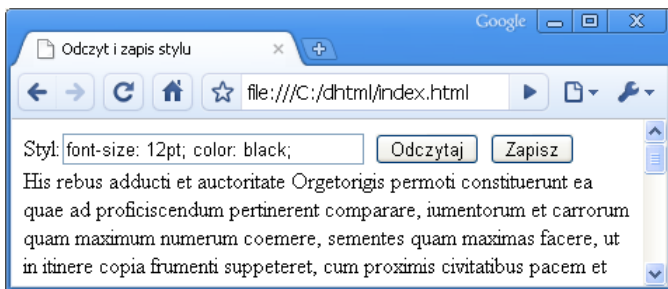 Google
Odczyt i zapis stylu
file:///C:/dhtml/index.html
Styl: font-size: 12pt; color: black; Odczytaj Zapisz
His rebus adducti et auctoritate Orgetorigis permoti constituerunt ea
quae ad proficiscendum pertinerent comparare, iumentorum et carrorum
quam maximum numerum coemere, sementes quam maximas facere, ut
in itinere copia frumenti suppeteret, cum proximis civitatibus pacem et